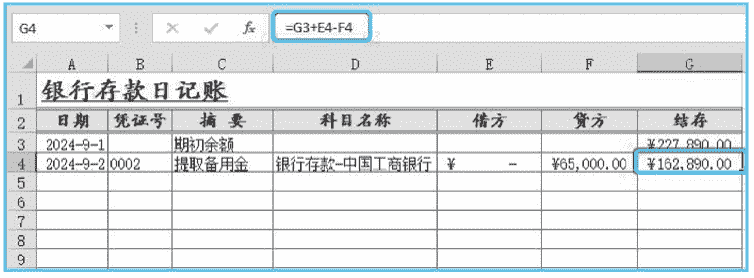 G4 fx =G3+E4-F4
A B C D E F G
1 银行存款日记账
2 日期 凭证号 摘 要 科目名称 借方 贷方 结存
3 2024-9-1 期初余额 ¥227,890.00
4 2024-9-2 0002 提取备用金 银行存款-中国工商银行 ¥ - ¥65,000.00 ¥162,890.00
5
6
7
8
9